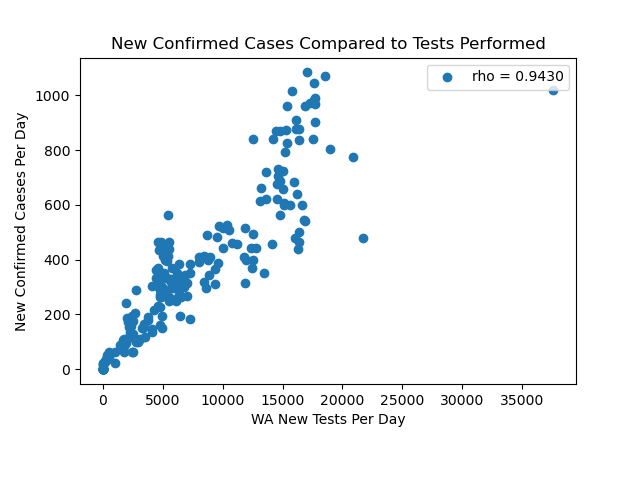 New Confirmed Cases Compared to Tests Performed
rho = 0.9430
New Confirmed Caeses Per Day
1000
800
600
400
200
0
0 5000 10000 15000 20000 25000 30000 35000
WA New Tests Per Day